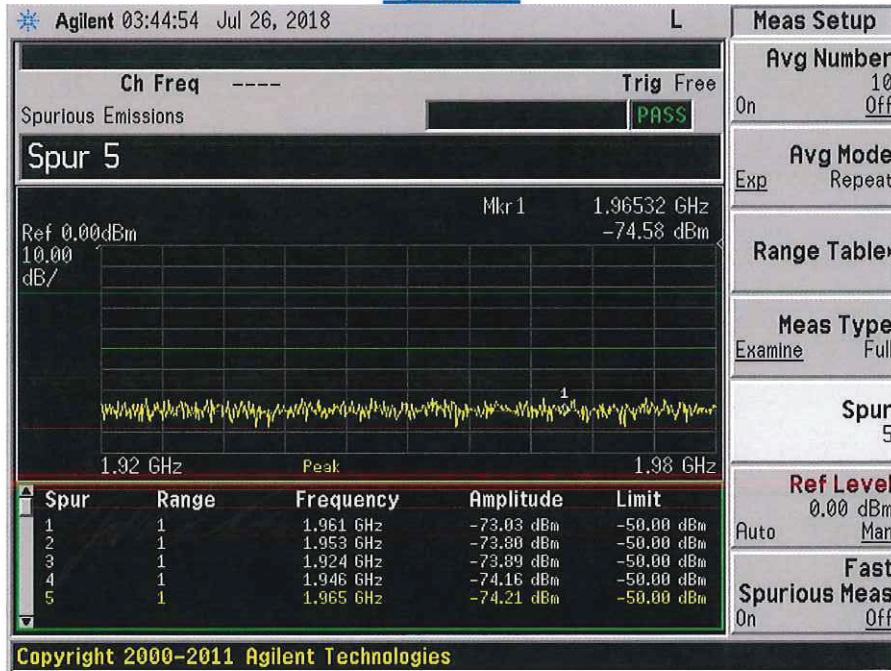 Agilent 03:44:54 Jul 26, 2018 L
Ch Freq ---- Trig Free
Spurious Emissions PASS
Spur 5
Mkr1 1.96532 GHz
Ref 0.00dBm -74.58 dBm
10.00
dB/
1
1.92 GHz Peak 1.98 GHz
Spur Range Frequency Amplitude Limit
1 1 1.961 GHz -73.03 dBm -50.00 dBm
2 1 1.953 GHz -73.80 dBm -50.00 dBm
3 1 1.924 GHz -73.89 dBm -50.00 dBm
4 1 1.946 GHz -74.16 dBm -50.00 dBm
5 1 1.965 GHz -74.21 dBm -50.00 dBm
Copyright 2000-2011 Agilent Technologies
Meas Setup
Avg Number
10
On Off
Avg Mode
Exp Repeat
Range Table
Meas Type
Examine Full
Spur
5
Ref Level
0.00 dBm
Auto Man
Fast
Spurious Meas
On Off